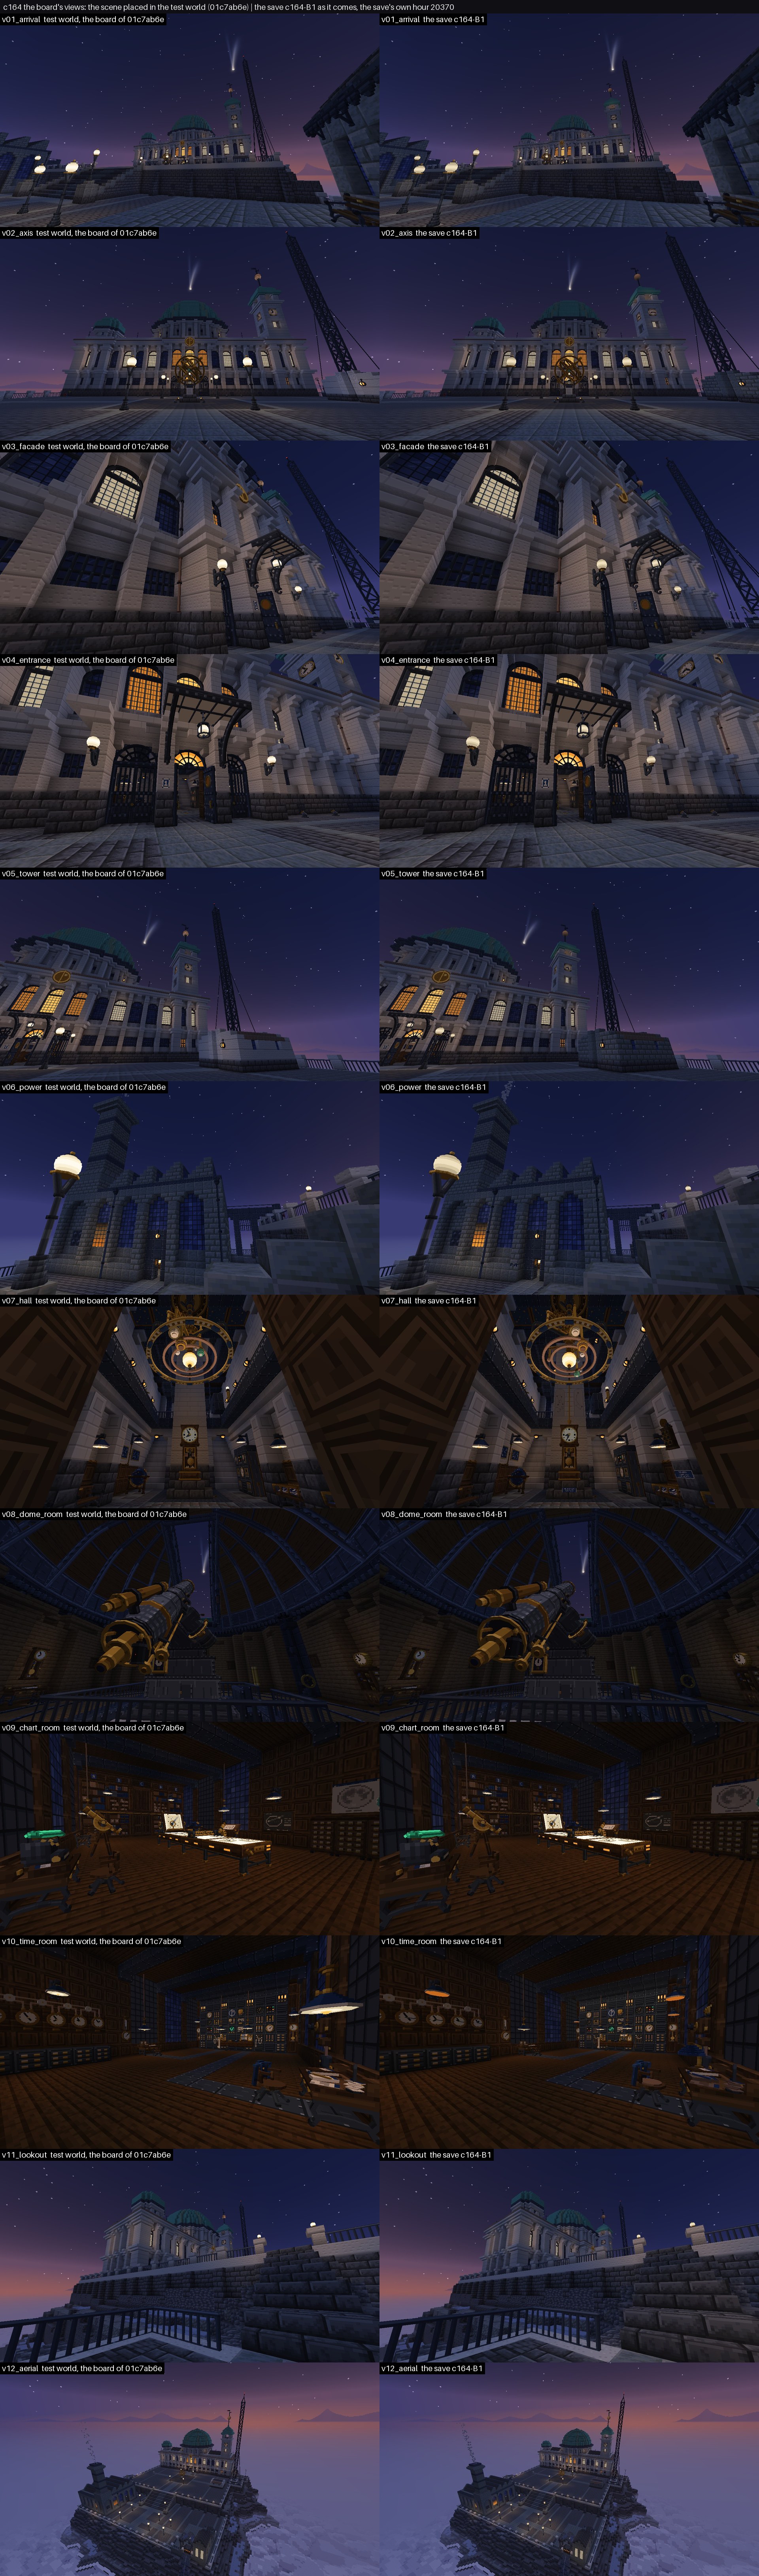 c164 the board's views: the scene placed in the test world (01c7ab6e) | the save c164-B1 as it comes, the save's own hour 20370
v01_arrival test world, the board of 01c7ab6e
v01_arrival the save c164-B1
v02_axis test world, the board of 01c7ab6e
v02_axis the save c164-B1
v03_facade test world, the board of 01c7ab6e
v03_facade the save c164-B1
v04_entrance test world, the board of 01c7ab6e
v04_entrance the save c164-B1
v05_tower test world, the board of 01c7ab6e
v05_tower the save c164-B1
v06_power test world, the board of 01c7ab6e
v06_power the save c164-B1
v07_hall test world, the board of 01c7ab6e
v07_hall the save c164-B1
v08_dome_room test world, the board of 01c7ab6e
v08_dome_room the save c164-B1
v09_chart_room test world, the board of 01c7ab6e
v09_chart_room the save c164-B1
v10_time_room test world, the board of 01c7ab6e
v10_time_room the save c164-B1
v11_lookout test world, the board of 01c7ab6e
v11_lookout the save c164-B1
v12_aerial test world, the board of 01c7ab6e
v12_aerial the save c164-B1